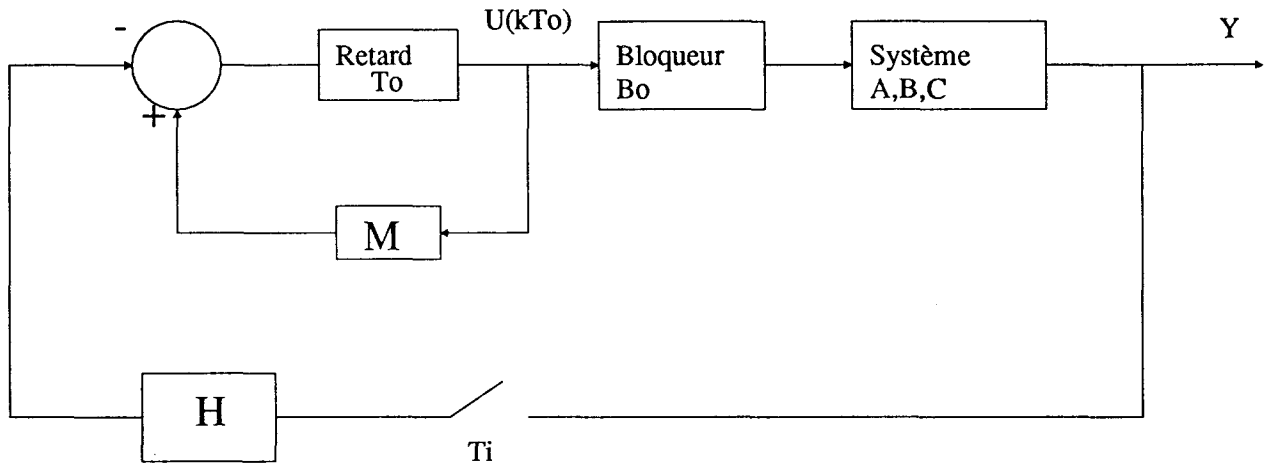 U(kTo)
Y
-
+
Retard
To
Bloqueur
Bo
Système
A,B,C
M
H
Ti